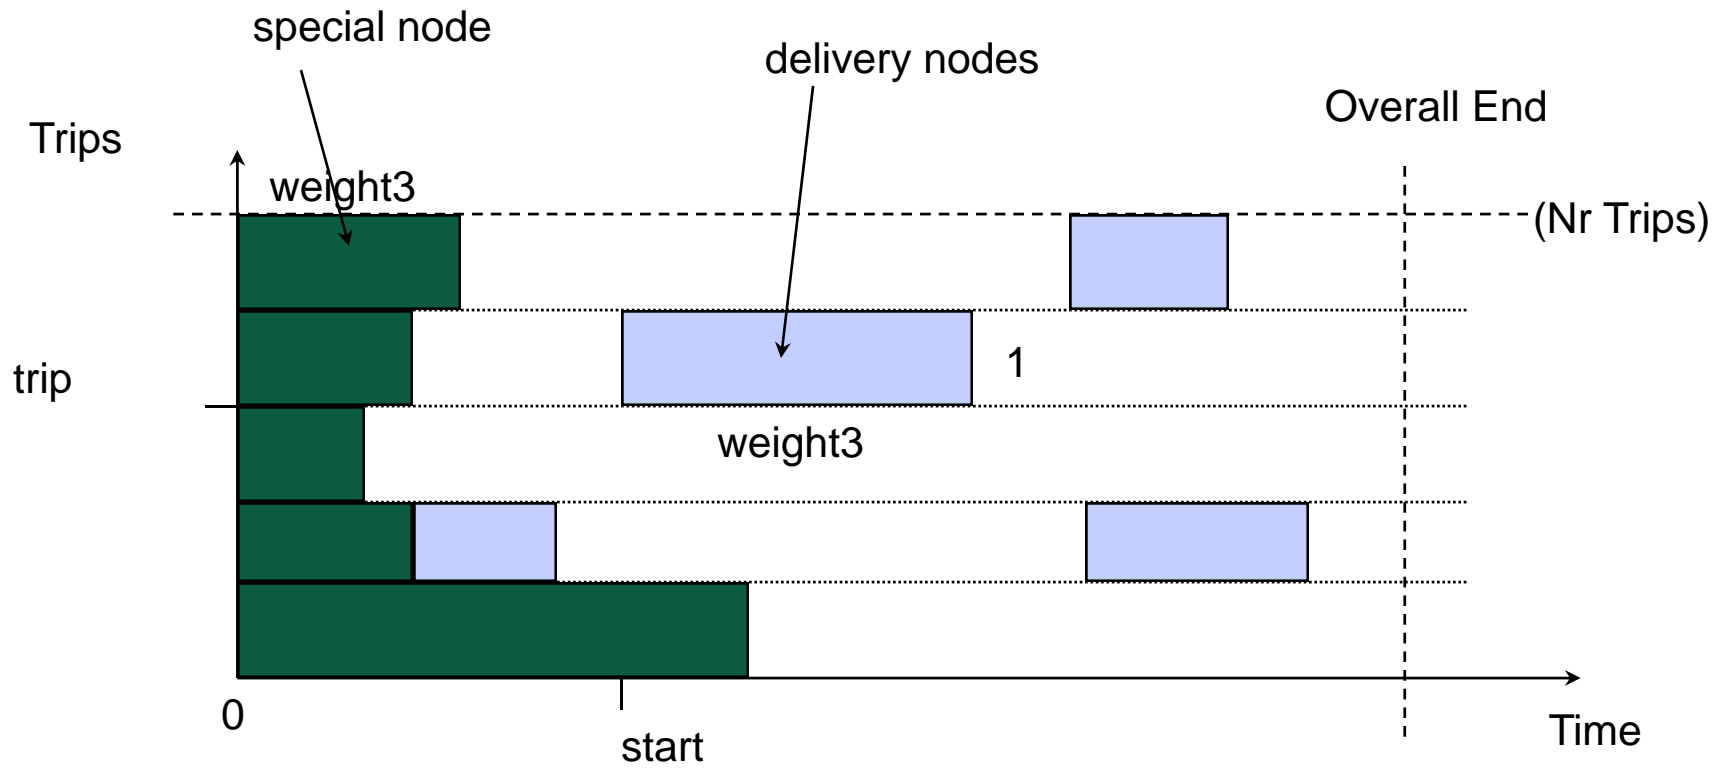 special node
delivery nodes
Overall End
Trips
weight3
(Nr Trips)
1
trip
weight3
0
start
Time